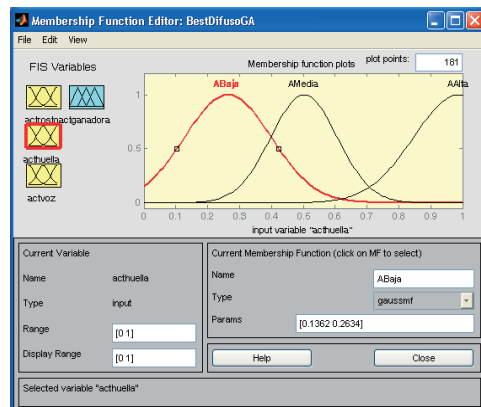 Membership Function Editor: BestDifusoGA
File Edit View
FIS Variables
Membership function plots
plot points:
181
actrostroactganadora
acthuella
actvoz
ABaja
AMedia
AAlta
1
0.5
0
0 0.1 0.2 0.3 0.4 0.5 0.6 0.7 0.8 0.9 1
input variable "acthuella"
Current Variable
Name acthuella
Type input
Range [0 1]
Display Range [0 1]
Current Membership Function (click on MF to select)
Name ABaja
Type gaussmf
Params [0.1362 0.2634]
Help Close
Selected variable "acthuella"